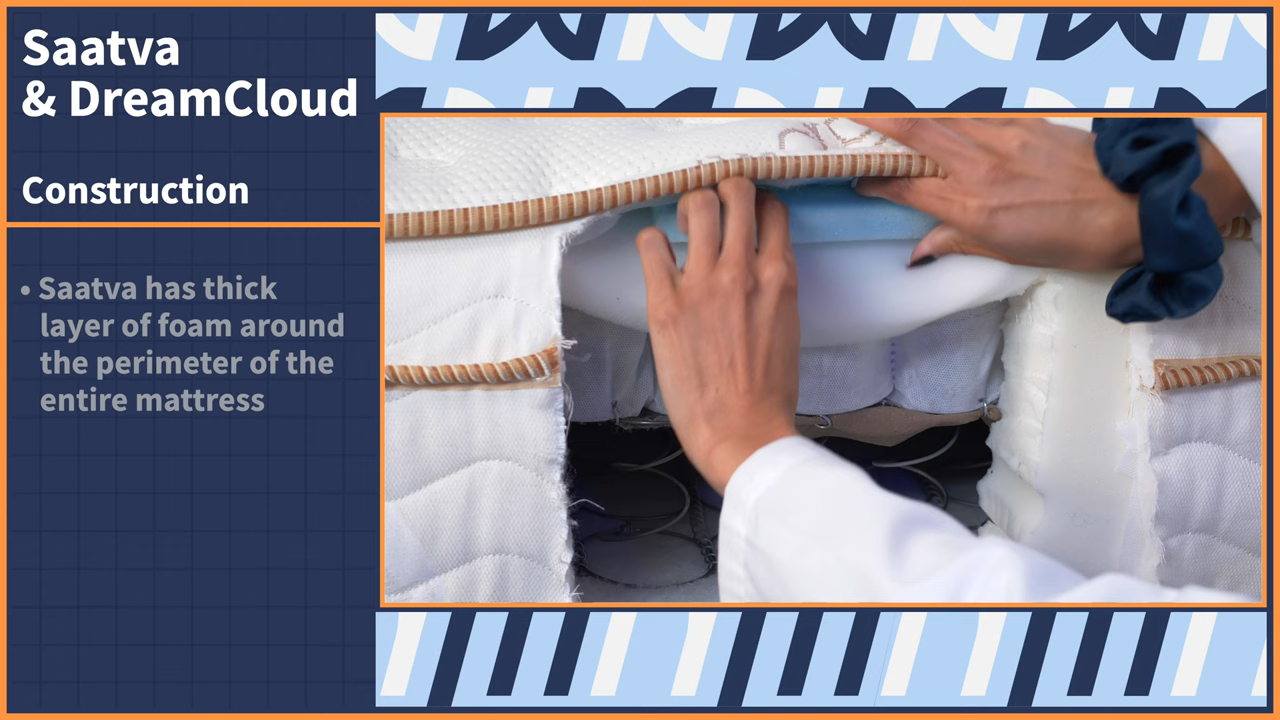 Saatva
& DreamCloud
Construction
• Saatva has thick
layer of foam around
the perimeter of the
entire mattress